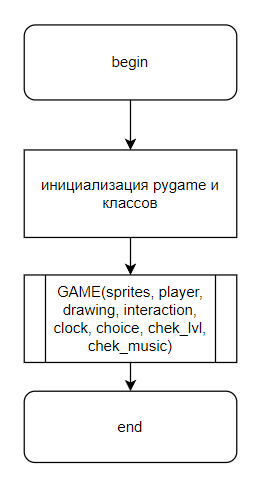 begin
инициализация pygame и
классов
GAME(sprites, player,
drawing, interaction,
clock, choice, chek_lvl,
chek_music)
end